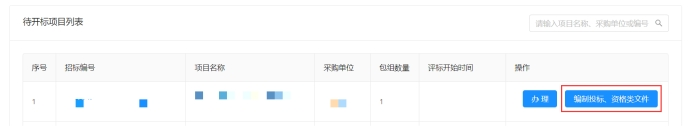 待开标项目列表
请输入项目名称、采购单位或编号
序号 招标编号 项目名称 采购单位 包组数量 评标开始时间 操作
1 1 办 理 编制投标、资格类文件